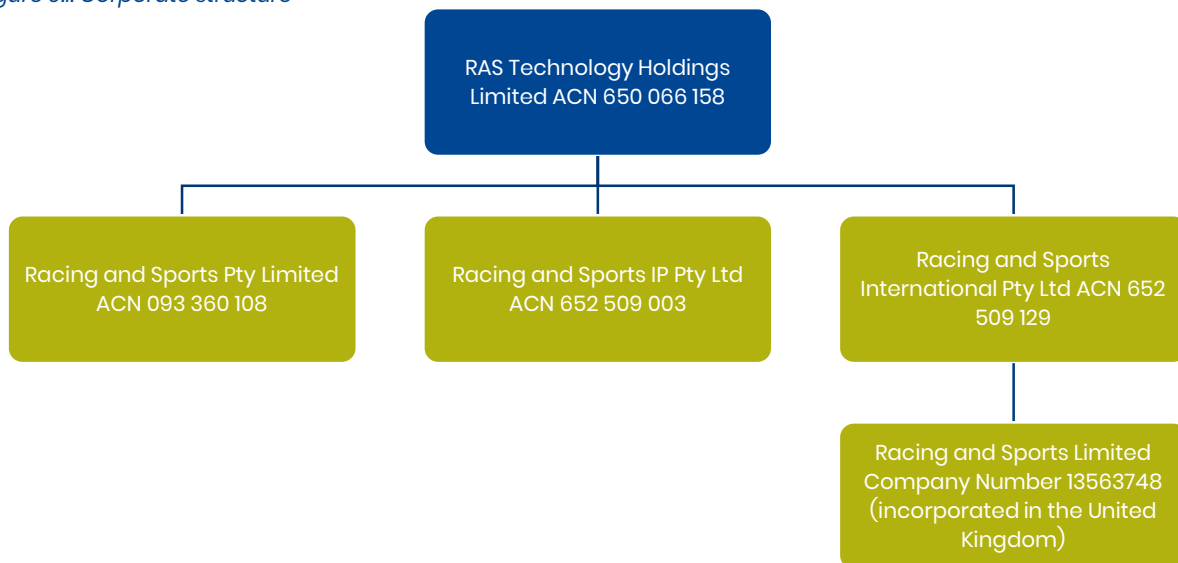 Corporate structure
RAS Technology Holdings
Limited ACN 650 066 158
Racing and Sports Pty Limited
ACN 093 360 108
Racing and Sports IP Pty Ltd
ACN 652 509 003
Racing and Sports
International Pty Ltd ACN 652
509 129
Racing and Sports Limited
Company Number 13563748
(incorporated in the United
Kingdom)